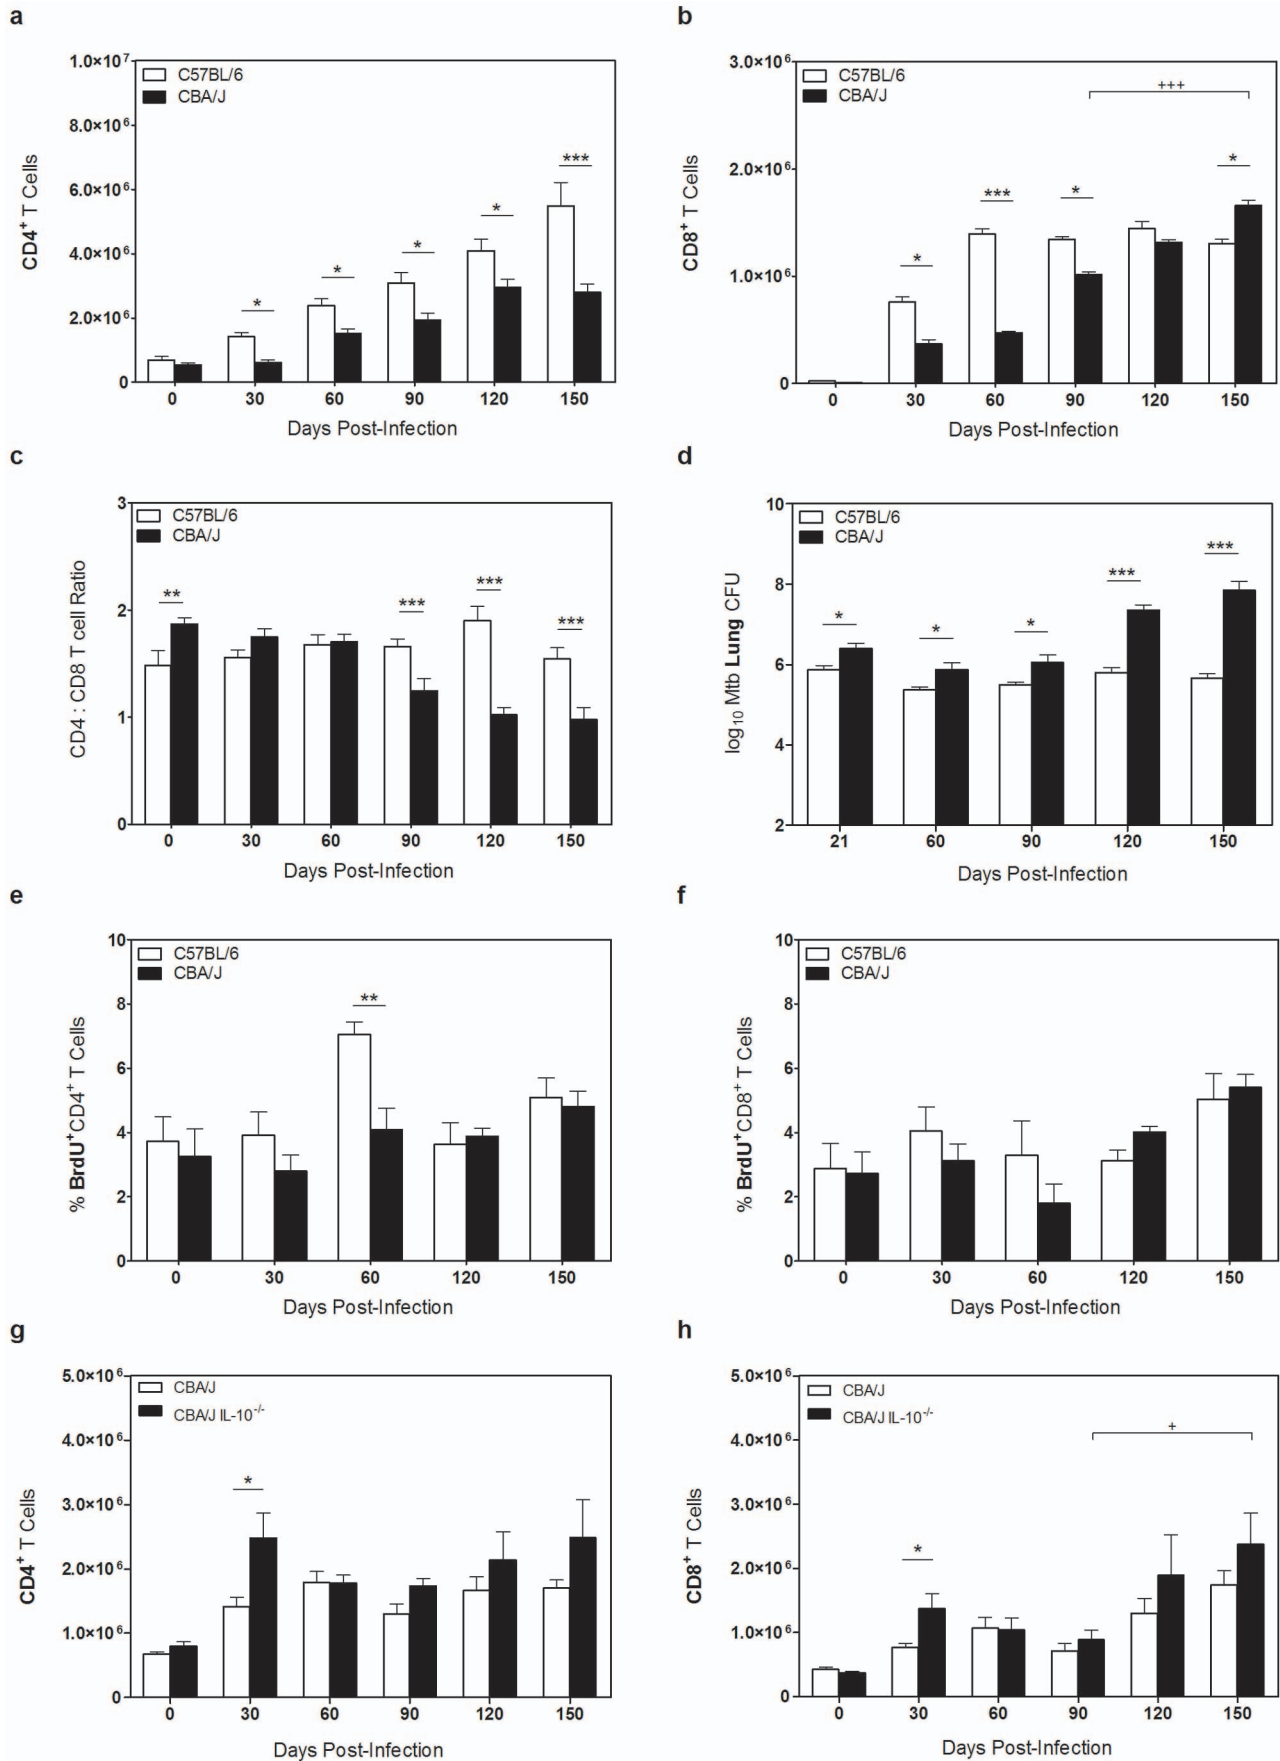 a
1.0×10⁷
8.0×10⁶
6.0×10⁶
4.0×10⁶
2.0×10⁶
0
CD4⁺ T Cells
C57BL/6
CBA/J
* * * * ***
0 30 60 90 120 150
Days Post-Infection
b
3.0×10⁶
2.0×10⁶
1.0×10⁶
0
CD8⁺ T Cells
C57BL/6
CBA/J
+++
* *** * *
0 30 60 90 120 150
Days Post-Infection
c
3
2
1
0
CD4 : CD8 T cell Ratio
C57BL/6
CBA/J
** *** *** ***
0 30 60 90 120 150
Days Post-Infection
d
10
8
6
4
2
log₁₀ Mtb Lung CFU
C57BL/6
CBA/J
* * * *** ***
21 60 90 120 150
Days Post-Infection
e
10
8
6
4
2
0
% BrdU⁺CD4⁺ T Cells
C57BL/6
CBA/J
**
0 30 60 120 150
Days Post-Infection
f
10
8
6
4
2
0
% BrdU⁺CD8⁺ T Cells
C57BL/6
CBA/J
0 30 60 120 150
Days Post-Infection
g
5.0×10⁶
4.0×10⁶
3.0×10⁶
2.0×10⁶
1.0×10⁶
0
CD4⁺ T Cells
CBA/J
CBA/J IL-10⁻/⁻
*
0 30 60 90 120 150
Days Post-Infection
h
5.0×10⁶
4.0×10⁶
3.0×10⁶
2.0×10⁶
1.0×10⁶
0
CD8⁺ T Cells
CBA/J
CBA/J IL-10⁻/⁻
+
*
0 30 60 90 120 150
Days Post-Infection